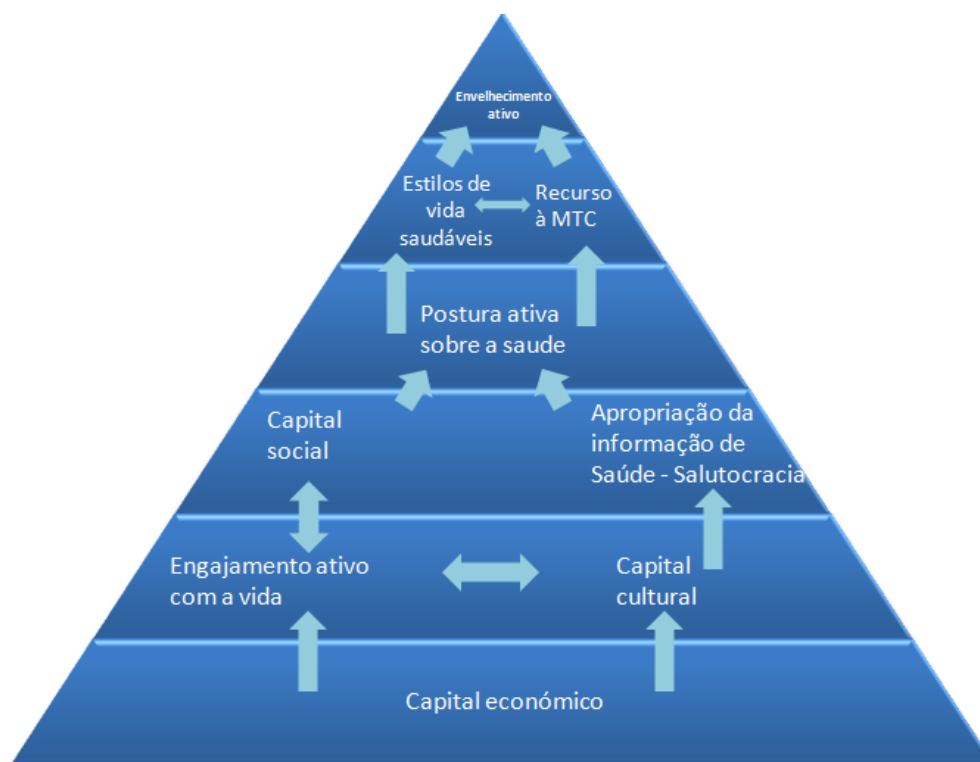 Envelhecimento
ativo
Estilos de
vida
saudáveis
Recurso
à MTC
Postura ativa
sobre a saude
Capital
social
Apropriação da
informação de
Saúde - Salutocracia
Engajamento ativo
com a vida
Capital
cultural
Capital económico